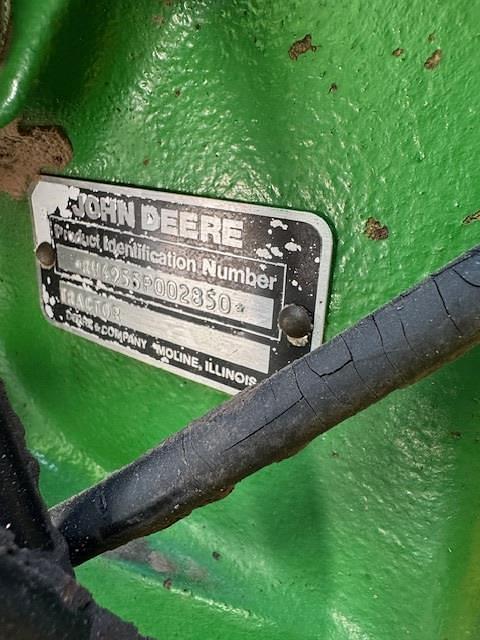 JOHN DEERE
Product Identification Number
*RW4255P002850*
TRACTOR
DEERE & COMPANY MOLINE, ILLINOIS